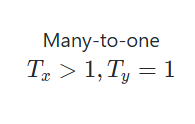 Many-to-one
$T_x > 1, T_y = 1$